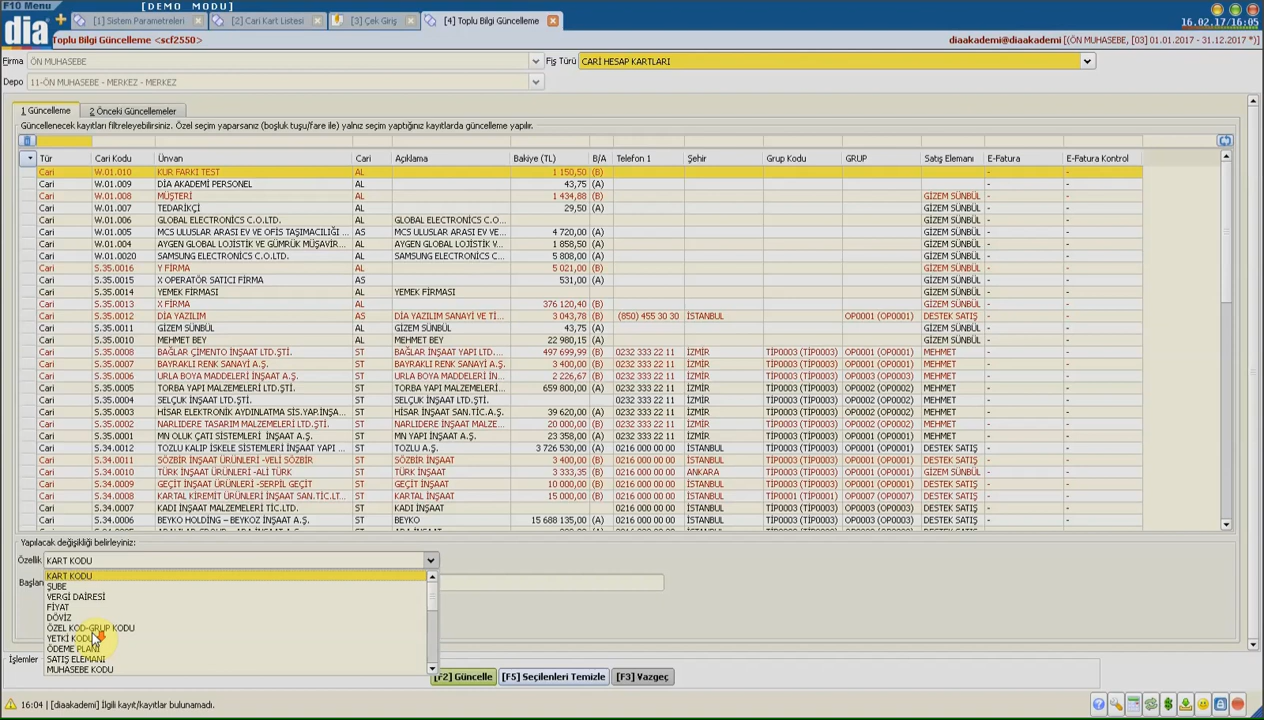 F10 Menu
[DEMO MODU]
dia
[1] Sistem Parametreleri
[2] Cari Kart Listesi
[3] Çek Giriş
[4] Toplu Bilgi Güncelleme
16.02.17/16:05
Toplu Bilgi Güncelleme <scf2550>
diaakademi@diaakademi [(ÖN MUHASEBE, [03] 01.01.2017 - 31.12.2017 *)]
Firma ÖN MUHASEBE
Fiş Türü CARİ HESAP KARTLARI
Depo 11-ÖN MUHASEBE - MERKEZ - MERKEZ
1 Güncelleme 2 Önceki Güncellemeler
Güncellenecek kayıtları filtreleyebilirsiniz. Özel seçim yaparsanız (boşluk tuşu/fare ile) yalnız seçim yaptığınız kayıtlarda güncelleme yapılır.
Tür Cari Kodu Ünvan Cari Açıklama Bakiye (TL) B/A Telefon 1 Şehir Grup Kodu GRUP Satış Elemanı E-Fatura E-Fatura Kontrol
Cari W.01.010 KUR FARKI TEST AL 1 150,50 (B) - -
Cari W.01.009 DİA AKADEMİ PERSONEL AL 43,75 (A) - -
Cari W.01.008 MÜŞTERİ AL 1 434,88 (B) GİZEM SÜNBÜL - -
Cari W.01.007 TEDARİKÇİ AL 29,50 (A) GİZEM SÜNBÜL - -
Cari W.01.006 GLOBAL ELECTRONİCS C.O.LTD. AL GLOBAL ELECTRONİCS C.O... GİZEM SÜNBÜL - -
Cari W.01.005 MCS ULUSLAR ARASI EV VE OFİS TAŞIMACILIĞI ... AS MCS ULUSLAR ARASI EV VE... 4 720,00 (A) GİZEM SÜNBÜL - -
Cari W.01.004 AYGEN GLOBAL LOJİSTİK VE GÜMRÜK MÜŞAVİR... AL AYGEN GLOBAL LOJİSTİK V... 1 858,50 (A) GİZEM SÜNBÜL - -
Cari W.01.0020 SAMSUNG ELECTRONİCS C.O.LTD. AL SAMSUNG ELECTRONİCS C... 5 808,00 (A) GİZEM SÜNBÜL - -
Cari S.35.0016 Y FİRMA AL 5 021,00 (B) GİZEM SÜNBÜL - -
Cari S.35.0015 X OPERATÖR SATICI FİRMA AS 531,00 (A) GİZEM SÜNBÜL - -
Cari S.35.0014 YEMEK FİRMASI AL YEMEK FİRMASI GİZEM SÜNBÜL - -
Cari S.35.0013 X FİRMA AL 376 120,40 (B) GİZEM SÜNBÜL - -
Cari S.35.0012 DİA YAZILIM AS DİA YAZILIM SANAYİ VE Tİ... 3 043,78 (B) (850) 455 30 30 İSTANBUL OP0001 (OP0001) DESTEK SATIŞ - -
Cari S.35.0011 GİZEM SÜNBÜL AL GİZEM SÜNBÜL 43,75 (A) GİZEM SÜNBÜL - -
Cari S.35.0010 MEHMET BEY AL MEHMET BEY 22 980,15 (A) GİZEM SÜNBÜL - -
Cari S.35.0008 BAĞLAR ÇİMENTO İNŞAAT LTD.ŞTİ. ST BAĞLAR İNŞAAT YAPI LTD.... 497 699,99 (B) 0232 333 22 11 İZMİR TİP0003 (TİP0003) OP0001 (OP0001) MEHMET - -
Cari S.35.0007 BAYRAKLI RENK SANAYİ A.Ş. ST BAYRAKLI İNŞAAT SANAYİ ... 3 400,00 (B) 0232 333 22 11 İZMİR TİP0003 (TİP0003) OP0001 (OP0001) MEHMET - -
Cari S.35.0006 URLA BOYA MADDELERİ İNŞAAT A.Ş. ST URLA BOYA MADDELERİ İN... 2 226,67 (B) 0232 333 22 11 İZMİR TİP0003 (TİP0003) OP0003 (OP0003) MEHMET - -
Cari S.35.0005 TORBA YAPI MALZEMELERİ LTD.ŞTİ. ST TORBA YAPI MALZEMELERİ... 659 800,00 (A) 0232 333 22 11 İZMİR TİP0003 (TİP0003) OP0002 (OP0002) MEHMET - -
Cari S.35.0004 SELÇUK İNŞAAT LTD.ŞTİ. ST SELÇUK İNŞAAT LTD.ŞTİ. 0232 333 22 11 İZMİR TİP0003 (TİP0003) OP0002 (OP0002) MEHMET - -
Cari S.35.0003 HİSAR ELEKTRONİK AYDINLATMA SİS.YAP.İNŞA... ST HİSAR İNŞAAT SAN.TİC.A.Ş.. 39 620,00 (A) 0232 333 22 11 İZMİR TİP0003 (TİP0003) OP0002 (OP0002) MEHMET - -
Cari S.35.0002 NARLIDERE TASARIM MALZEMELERİ LTD.ŞTİ. ST NARLIDERE İNŞAAT MALZE... 20 000,00 (B) 0232 333 22 11 İZMİR TİP0003 (TİP0003) OP0002 (OP0002) MEHMET - -
Cari S.35.0001 MN OLUK ÇATI SİSTEMLERİ İNŞAAT A.Ş. ST MN YAPI İNŞAAT A.Ş. 23 358,00 (A) 0232 333 22 11 İZMİR TİP0003 (TİP0003) OP0001 (OP0001) MEHMET - -
Cari S.34.0012 TOZLU KALIP İSKELE SİSTEMLERİ İNŞAAT YAPI ... ST TOZLU YAPI A.Ş. 3 726 530,00 (A) 0216 000 00 00 İSTANBUL TİP0003 (TİP0003) OP0003 (OP0003) DESTEK SATIŞ - -
Cari S.34.0011 SÖZBİR İNŞAAT ÜRÜNLERİ -VELİ SÖZBİR ST SÖZBİR İNŞAAT 3 400,00 (B) 0216 000 00 00 İSTANBUL TİP0003 (TİP0003) OP0003 (OP0003) DESTEK SATIŞ - -
Cari S.34.0010 TÜRK İNŞAAT ÜRÜNLERİ -ALİ TÜRK ST TÜRK İNŞAAT 3 333,35 (B) 0216 000 00 00 ANKARA TİP0003 (TİP0003) OP0003 (OP0003) GİZEM SÜNBÜL - -
Cari S.34.0009 GEÇİT İNŞAAT ÜRÜNLERİ -SERPİL GEÇİT ST GEÇİT İNŞAAT 10 000,00 (B) 0216 000 00 00 İSTANBUL TİP0003 (TİP0003) OP0003 (OP0003) DESTEK SATIŞ - -
Cari S.34.0008 KARTAL KİREMİT ÜRÜNLERİ İNŞAAT SAN.TİC.LT... ST KARTAL İNŞAAT 15 000,00 (B) 0216 000 00 00 İSTANBUL TİP0001 (TİP0001) OP0007 (OP0007) DESTEK SATIŞ - -
Cari S.34.0007 KADI İNŞAAT MALZEMELERİ TİC.LTD. ST KADI İNŞAAT 0216 000 00 00 İSTANBUL TİP0003 (TİP0003) OP0003 (OP0003) DESTEK SATIŞ - -
Cari S.34.0006 BEYKO HOLDİNG – BEYKOZ İNŞAAT A.Ş. ST BEYKO 15 688 135,00 (A) 0216 000 00 00 İSTANBUL TİP0003 (TİP0003) OP0003 (OP0003) DESTEK SATIŞ - -
Yapılacak değişikliği belirleyiniz:
Özellik KART KODU
KART KODU
ŞUBE
Başlan
VERGİ DAİRESİ
FİYAT
DÖVİZ
ÖZEL KOD-GRUP KODU
YETKİ KODU
ÖDEME PLANI
SATIŞ ELEMANI
MUHASEBE KODU
İşlemler
[F2] Güncelle [F5] Seçilenleri Temizle [F3] Vazgeç
16:04 | [diaakademi] İlgili kayıt/kayıtlar bulunamadı.